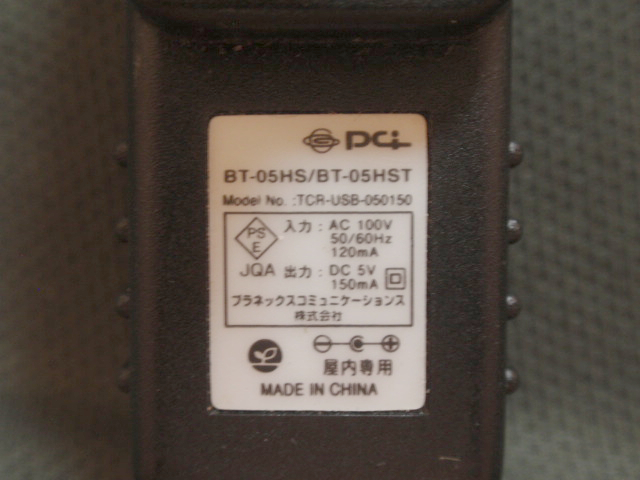 PCi
BT-05HS/BT-05HST
Model No. :TCR-USB-050150
PS
E
入力 : AC 100V
50/60Hz
120mA
JQA 出力 : DC 5V
150mA
プラネックスコミュニケーションス
株式会社
屋内専用
MADE IN CHINA